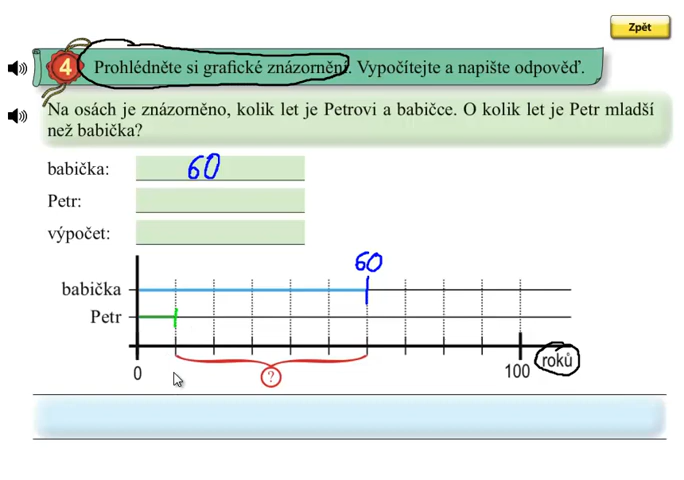 Zpět
4 Prohlédněte si grafické znázornění. Vypočítejte a napište odpověď.
Na osách je znázorněno, kolik let je Petrovi a babičce. O kolik let je Petr mladší
než babička?
babička: 60
Petr:
výpočet:
60
babička
Petr
0 ? 100 roků